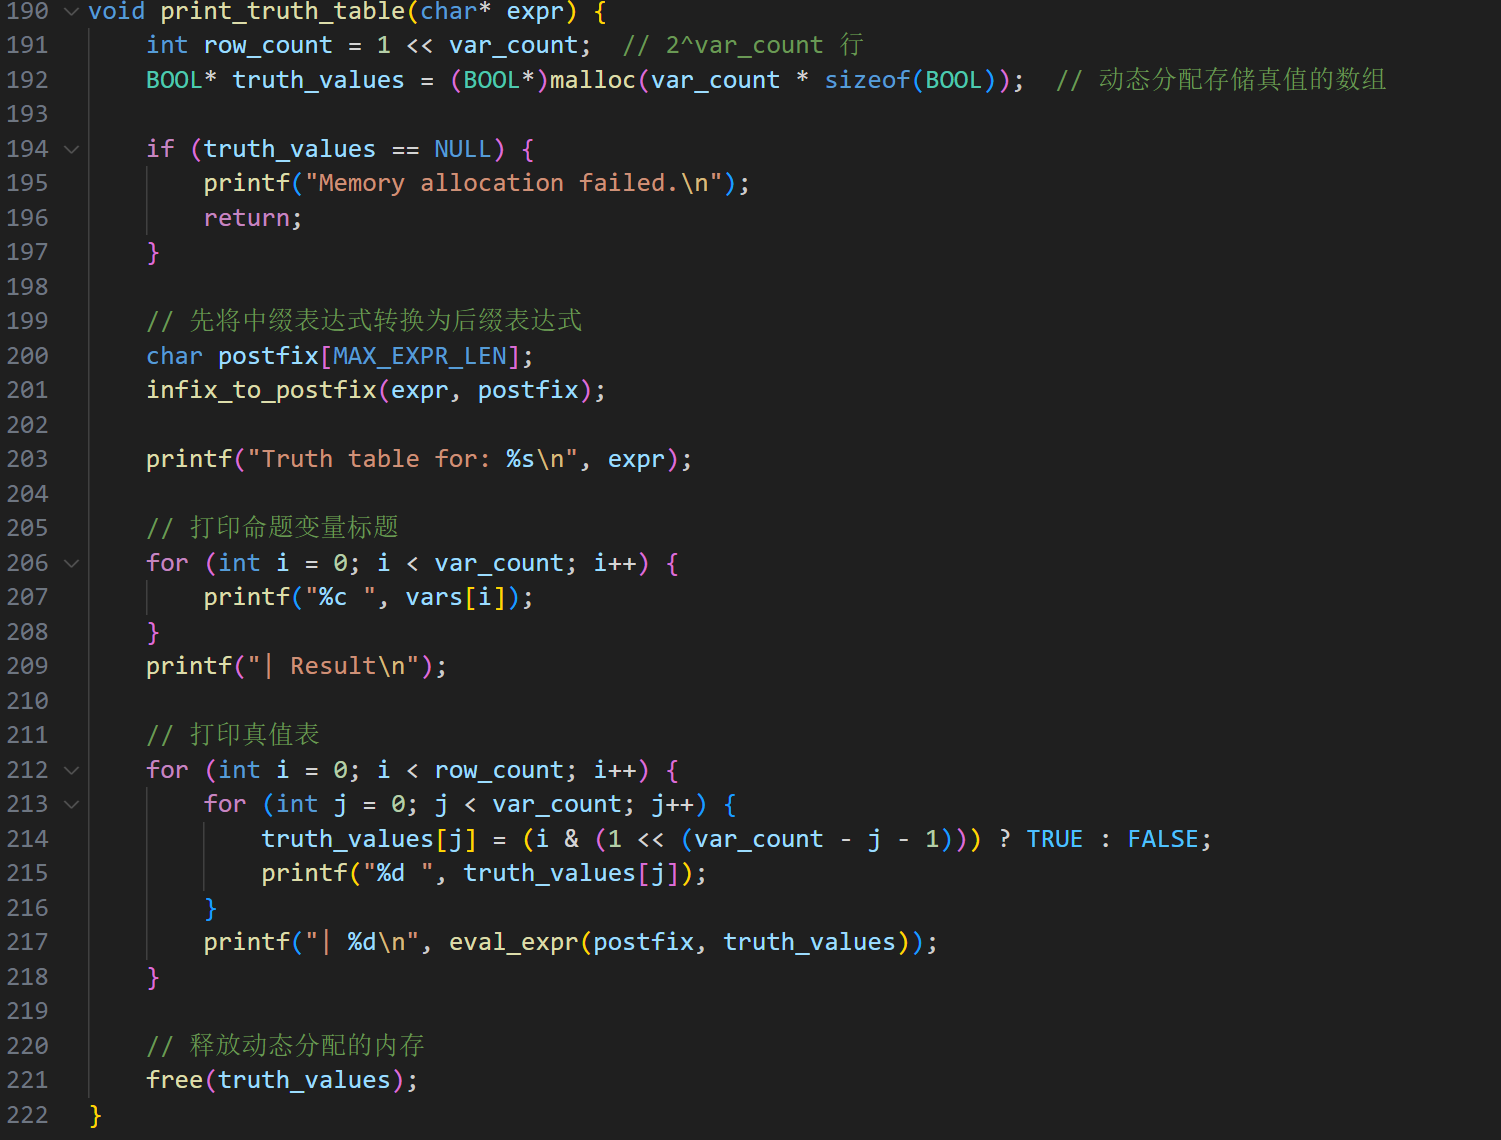 190 void print_truth_table(char* expr) {
191     int row_count = 1 << var_count;  // 2^var_count 行
192     BOOL* truth_values = (BOOL*)malloc(var_count * sizeof(BOOL));  // 动态分配存储真值的数组
193
194     if (truth_values == NULL) {
195         printf("Memory allocation failed.\n");
196         return;
197     }
198
199     // 先将中缀表达式转换为后缀表达式
200     char postfix[MAX_EXPR_LEN];
201     infix_to_postfix(expr, postfix);
202
203     printf("Truth table for: %s\n", expr);
204
205     // 打印命题变量标题
206     for (int i = 0; i < var_count; i++) {
207         printf("%c ", vars[i]);
208     }
209     printf("| Result\n");
210
211     // 打印真值表
212     for (int i = 0; i < row_count; i++) {
213         for (int j = 0; j < var_count; j++) {
214             truth_values[j] = (i & (1 << (var_count - j - 1))) ? TRUE : FALSE;
215             printf("%d ", truth_values[j]);
216         }
217         printf("| %d\n", eval_expr(postfix, truth_values));
218     }
219
220     // 释放动态分配的内存
221     free(truth_values);
222 }